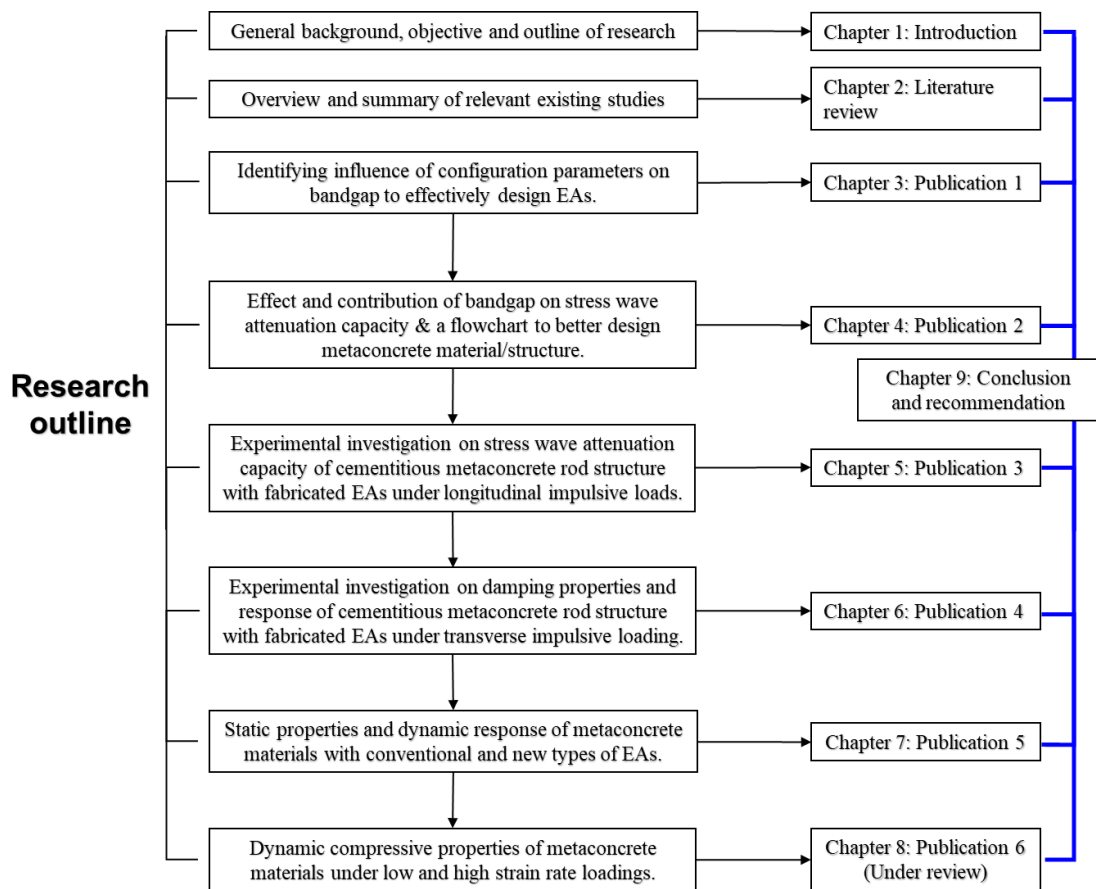 General background, objective and outline of research
Chapter 1: Introduction
Overview and summary of relevant existing studies
Chapter 2: Literature
review
Identifying influence of configuration parameters on
bandgap to effectively design EAs.
Chapter 3: Publication 1
Effect and contribution of bandgap on stress wave
attenuation capacity & a flowchart to better design
metaconcrete material/structure.
Chapter 4: Publication 2
Research
outline
Chapter 9: Conclusion
and recommendation
Experimental investigation on stress wave attenuation
capacity of cementitious metaconcrete rod structure
with fabricated EAs under longitudinal impulsive loads.
Chapter 5: Publication 3
Experimental investigation on damping properties and
response of cementitious metaconcrete rod structure
with fabricated EAs under transverse impulsive loading.
Chapter 6: Publication 4
Static properties and dynamic response of metaconcrete
materials with conventional and new types of EAs.
Chapter 7: Publication 5
Dynamic compressive properties of metaconcrete
materials under low and high strain rate loadings.
Chapter 8: Publication 6
(Under review)